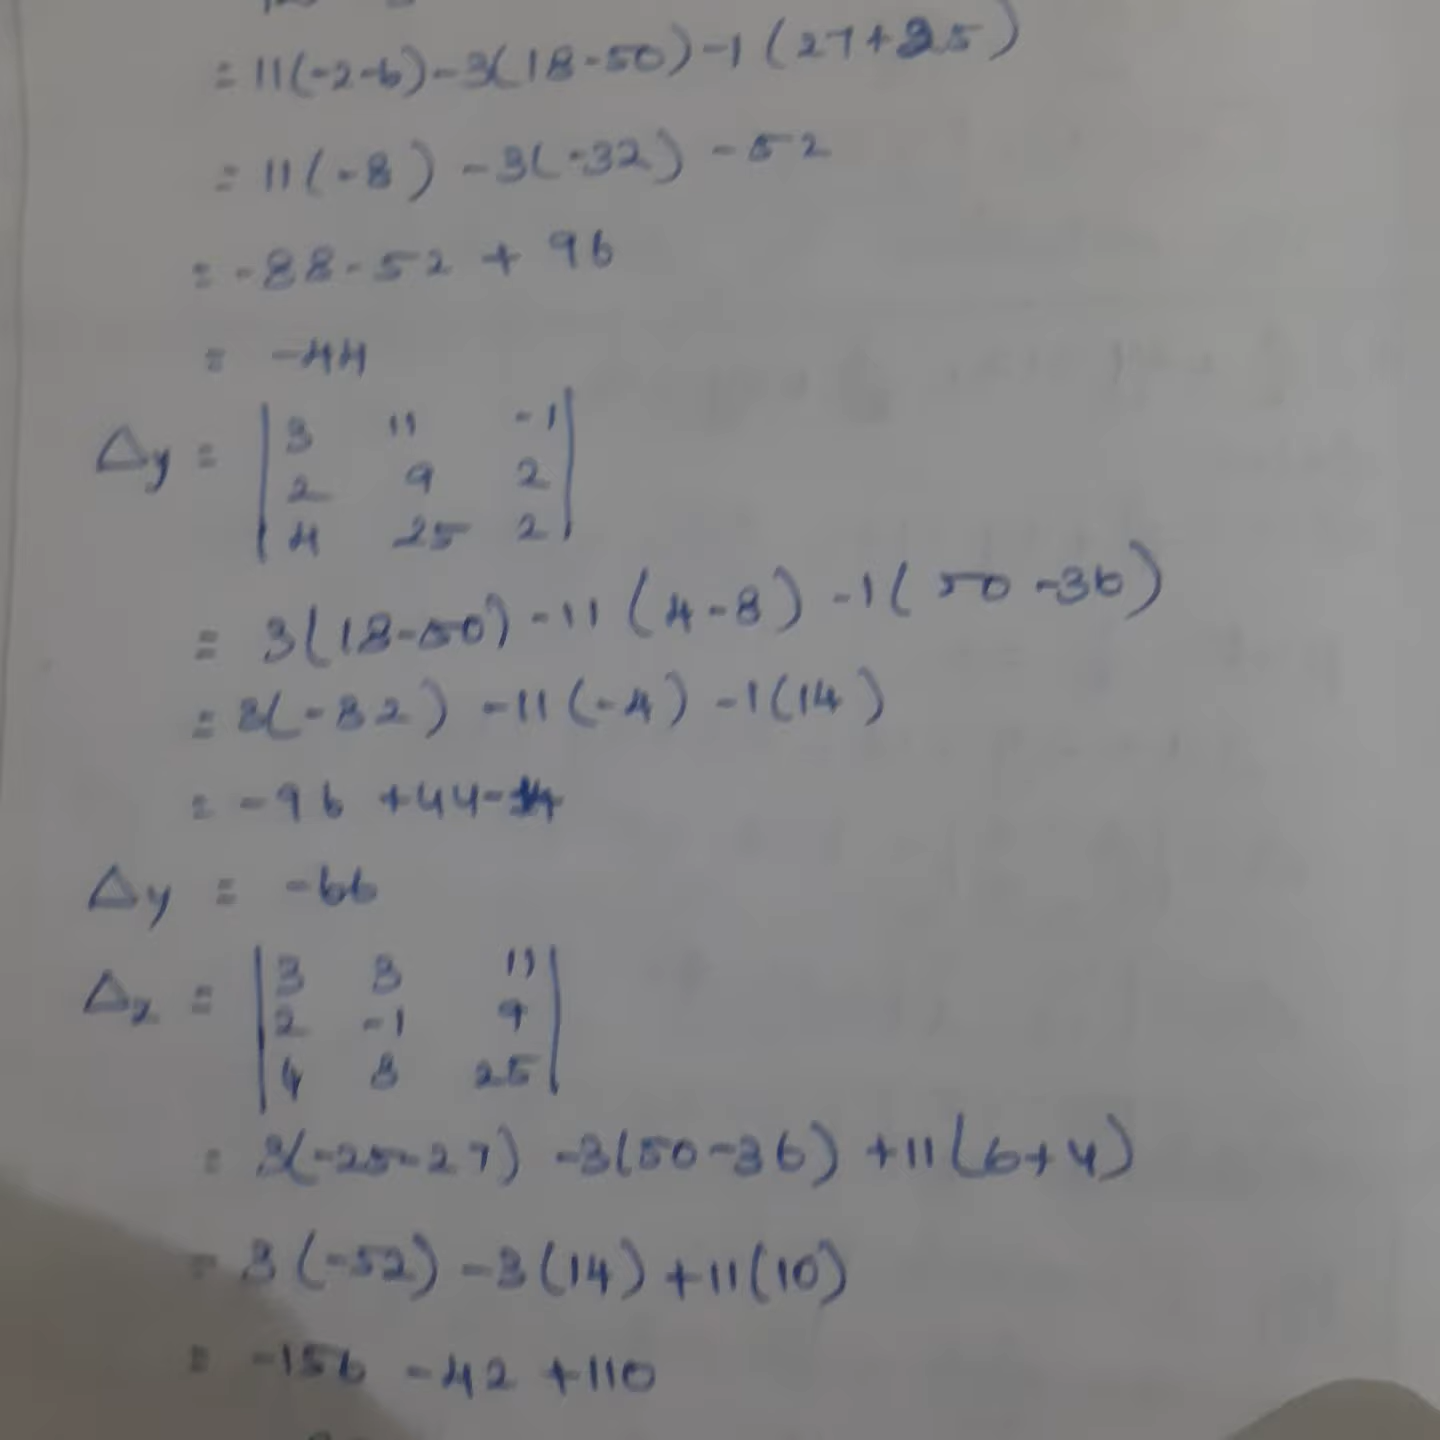 = 11(-2-6)-3(18-50)-1(27+25)
= 11(-8) -3(-32) -52
= -88-52 + 96
= -44
Δy = | 3 11 -1 |
| 2 9 2 |
| 4 25 2 |
= 3(18-50)-11(4-8)-1(50-36)
= 3(-32) -11(-4) -1(14)
= -96 +44-14
Δy = -66
Δz = | 3 3 11 |
| 2 -1 9 |
| 4 3 25 |
= 3(-25-27) -3(50-36) +11(6+4)
= 3(-52) -3(14) +11(10)
= -156 -42 +110